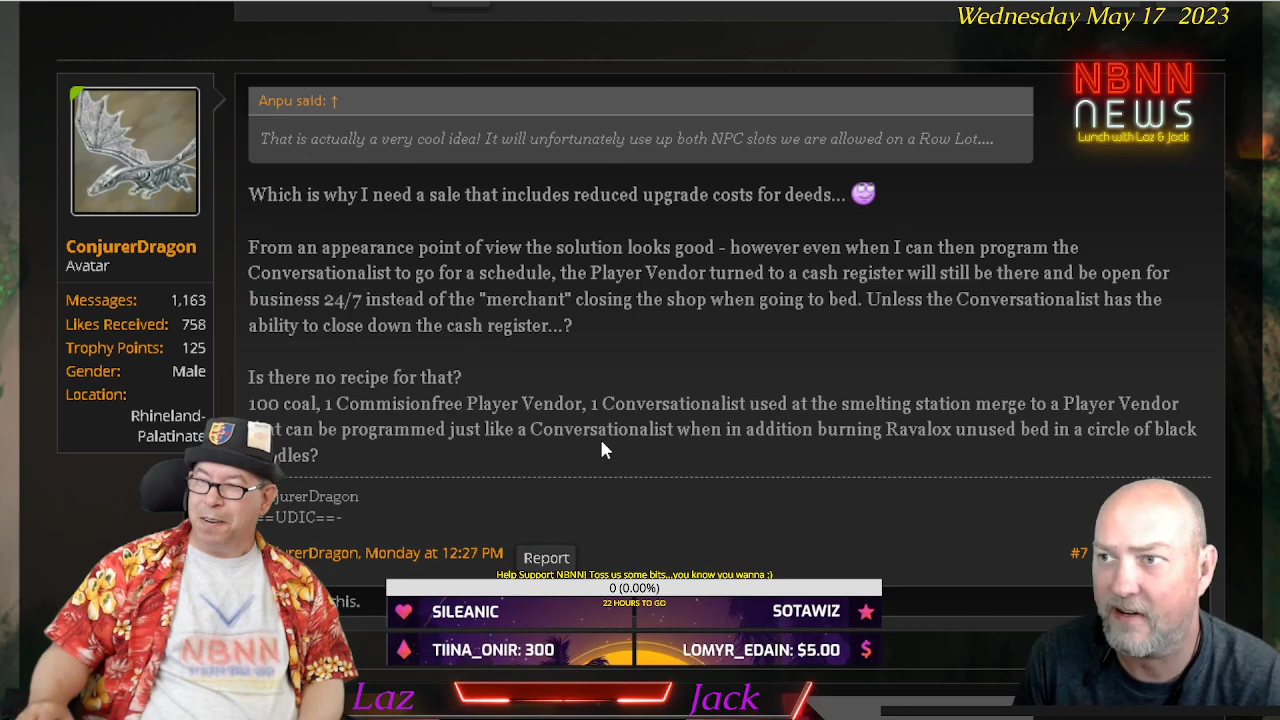 Wednesday May 17 2023
NBNN
NEWS
Lunch with Laz & Jack
Anpu said: ↑
That is actually a very cool idea! It will unfortunately use up both NPC slots we are allowed on a Row Lot....
Which is why I need a sale that includes reduced upgrade costs for deeds...
From an appearance point of view the solution looks good - however even when I can then program the
Conversationalist to go for a schedule, the Player Vendor turned to a cash register will still be there and be open for
business 24/7 instead of the "merchant" closing the shop when going to bed. Unless the Conversationalist has the
ability to close down the cash register...?
Is there no recipe for that?
100 coal, 1 Commisionfree Player Vendor, 1 Conversationalist used at the smelting station merge to a Player Vendor
can be programmed just like a Conversationalist when in addition burning Ravalox unused bed in a circle of black
dles?
ConjurerDragon
Avatar
Messages: 1,163
Likes Received: 758
Trophy Points: 125
Gender: Male
Location:
Rhineland-
Palatinate
jurerDragon
==UDIC==-
urerDragon, Monday at 12:27 PM
Report
#7
this.
Help Support NBNN! Toss us some bits...you know you wanna :)
0 (0.00%)
22 HOURS TO GO
SILEANIC
SOTAWIZ
TIINA_ONIR: 300
LOMYR_EDAIN: $5.00
NBNN
Laz
Jack